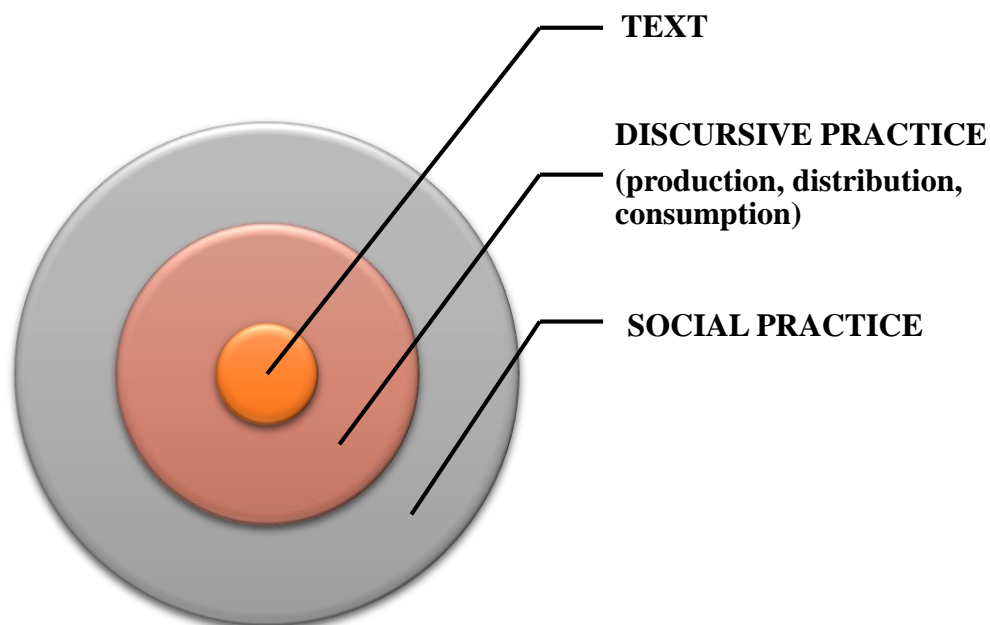 TEXT
DISCURSIVE PRACTICE
(production, distribution,
consumption)
SOCIAL PRACTICE